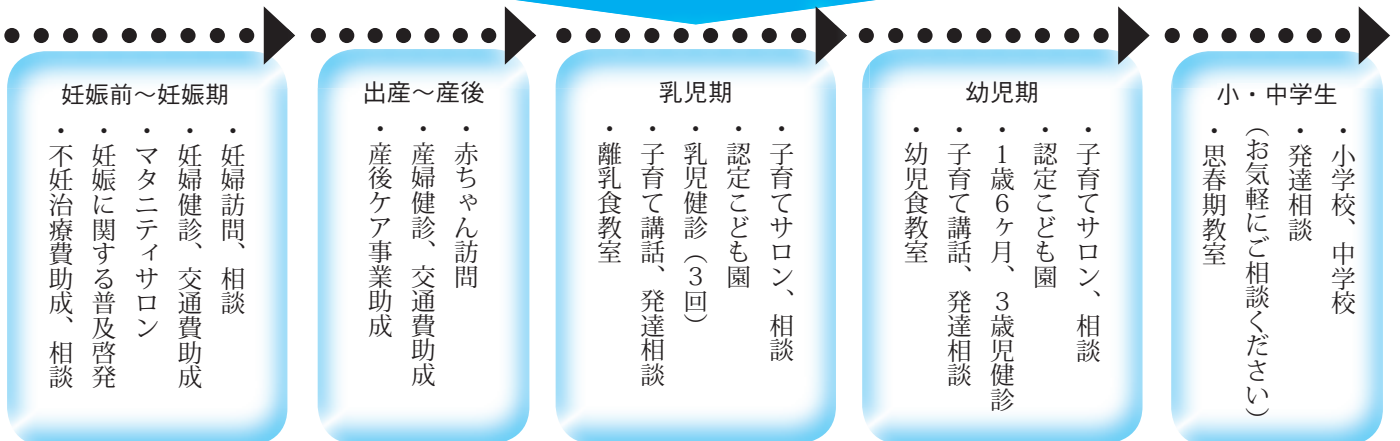 妊娠前～妊娠期
・妊婦訪問、相談
・妊婦健診、交通費助成
・マタニティサロン
・妊娠に関する普及啓発
・不妊治療費助成、相談
出産～産後
・赤ちゃん訪問
・産婦健診、交通費助成
・産後ケア事業助成
乳児期
・子育てサロン、相談
・認定こども園
・乳児健診（３回）
・子育て講話、発達相談
・離乳食教室
幼児期
・子育てサロン、相談
・認定こども園
・１歳６ヶ月、３歳児健診
・子育て講話、発達相談
・幼児食教室
小・中学生
・小学校、中学校
・発達相談
（お気軽にご相談ください）
・思春期教室